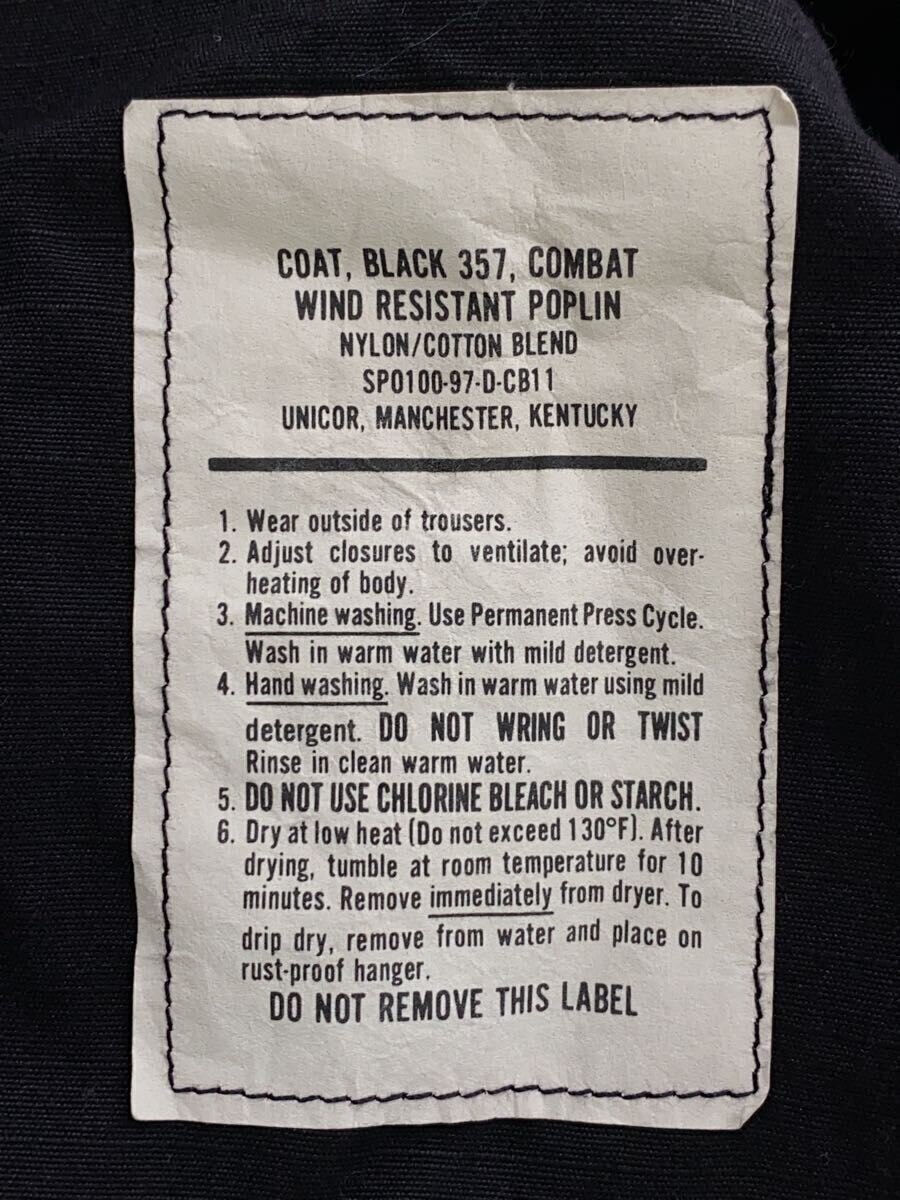 COAT, BLACK 357, COMBAT
WIND RESISTANT POPLIN
NYLON/COTTON BLEND
SPO100-97-D-CB11
UNICOR, MANCHESTER, KENTUCKY
1. Wear outside of trousers.
2. Adjust closures to ventilate; avoid over-
heating of body.
3. Machine washing. Use Permanent Press Cycle.
Wash in warm water with mild detergent.
4. Hand washing. Wash in warm water using mild
detergent. DO NOT WRING OR TWIST
Rinse in clean warm water.
5. DO NOT USE CHLORINE BLEACH OR STARCH.
6. Dry at low heat (Do not exceed 130°F). After
drying, tumble at room temperature for 10
minutes. Remove immediately from dryer. To
drip dry, remove from water and place on
rust-proof hanger.
DO NOT REMOVE THIS LABEL